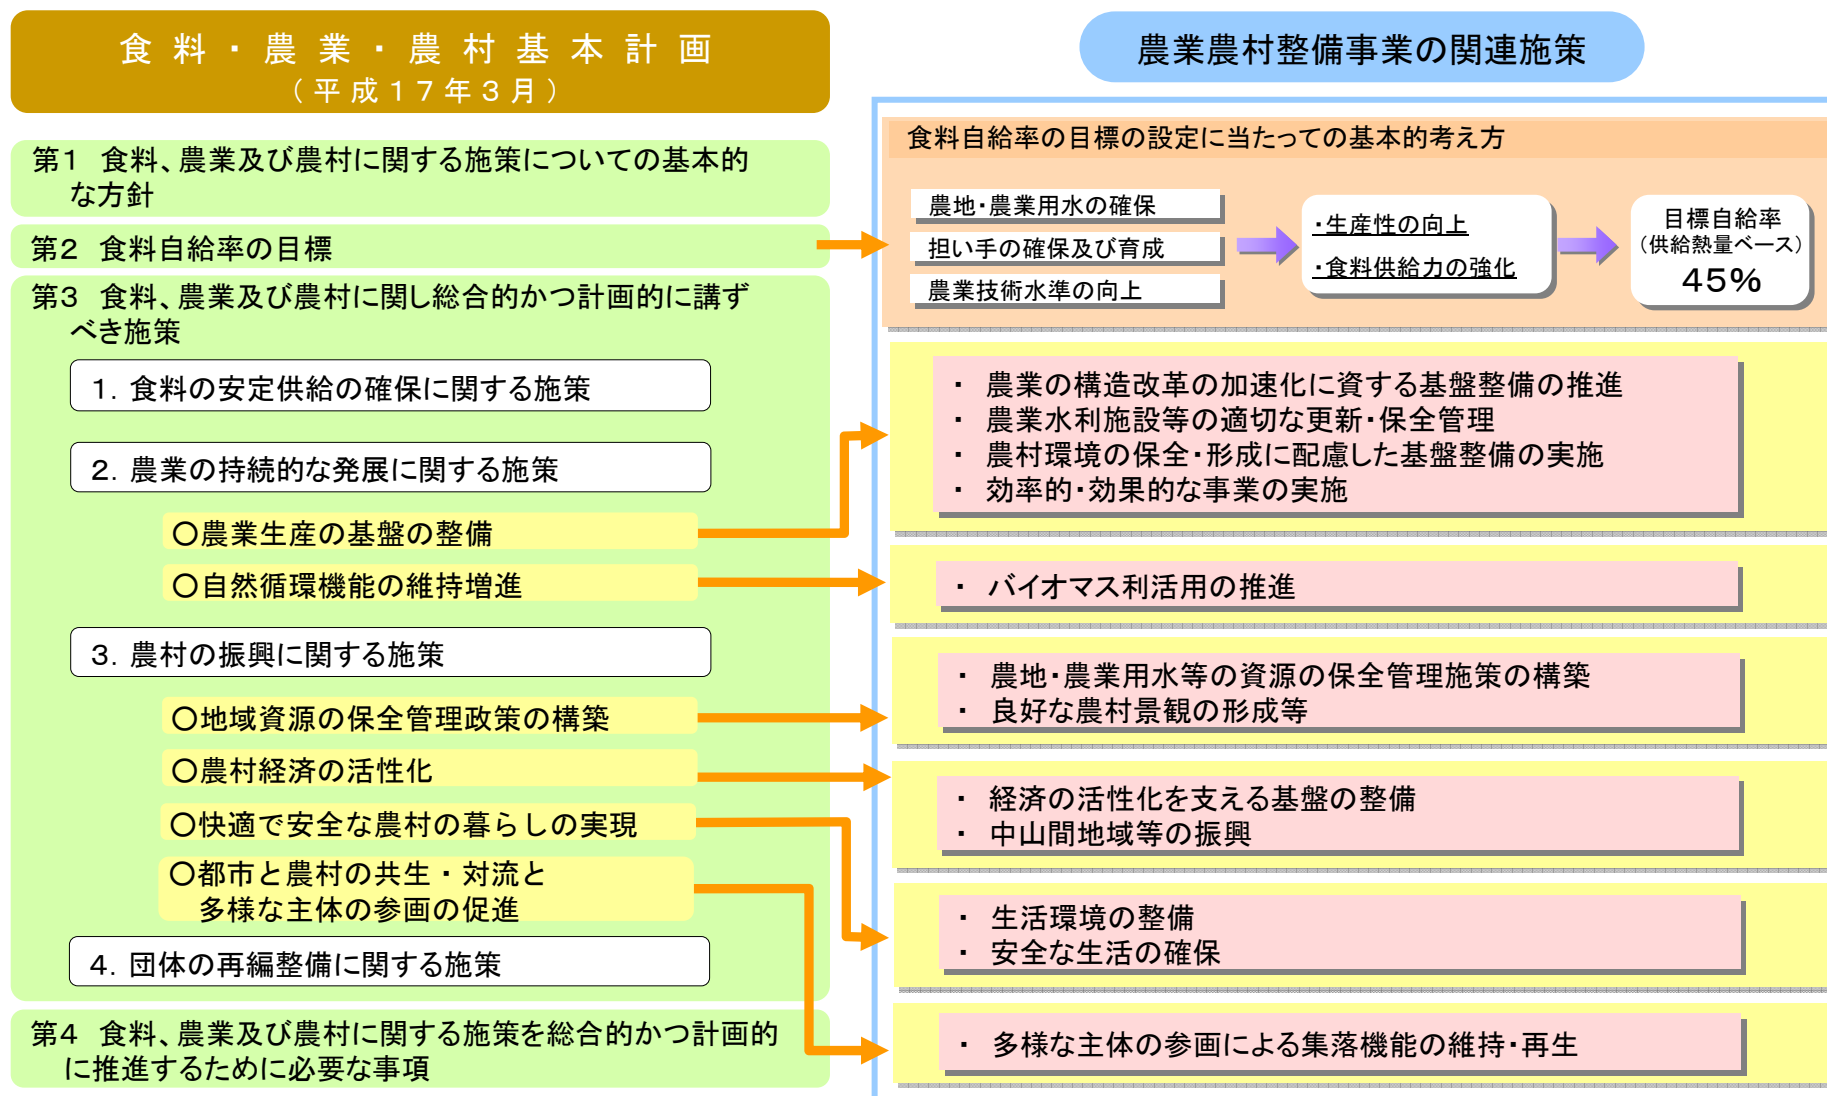 食料・農業・農村基本計画
（平成１７年３月）
第１　食料、農業及び農村に関する施策についての基本的
な方針
第２　食料自給率の目標
第３　食料、農業及び農村に関し総合的かつ計画的に講ず
べき施策
１．食料の安定供給の確保に関する施策
２．農業の持続的な発展に関する施策
○農業生産の基盤の整備
○自然循環機能の維持増進
３．農村の振興に関する施策
○地域資源の保全管理政策の構築
○農村経済の活性化
○快適で安全な農村の暮らしの実現
○都市と農村の共生・対流と
多様な主体の参画の促進
４．団体の再編整備に関する施策
第４　食料、農業及び農村に関する施策を総合的かつ計画的
に推進するために必要な事項
農業農村整備事業の関連施策
食料自給率の目標の設定に当たっての基本的考え方
農地・農業用水の確保
担い手の確保及び育成
農業技術水準の向上
・生産性の向上
・食料供給力の強化
目標自給率
（供給熱量ベース）
４５％
・　農業の構造改革の加速化に資する基盤整備の推進
・　農業水利施設等の適切な更新・保全管理
・　農村環境の保全・形成に配慮した基盤整備の実施
・　効率的・効果的な事業の実施
・　バイオマス利活用の推進
・　農地・農業用水等の資源の保全管理施策の構築
・　良好な農村景観の形成等
・　経済の活性化を支える基盤の整備
・　中山間地域等の振興
・　生活環境の整備
・　安全な生活の確保
・　多様な主体の参画による集落機能の維持・再生